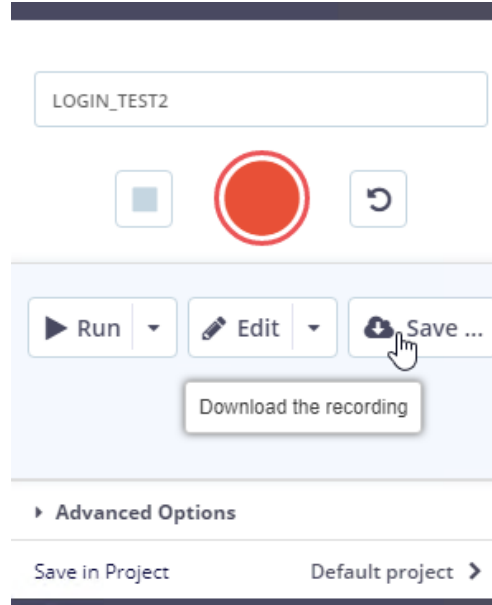 LOGIN_TEST2
Run Edit Save ...
Download the recording
Advanced Options
Save in Project Default project